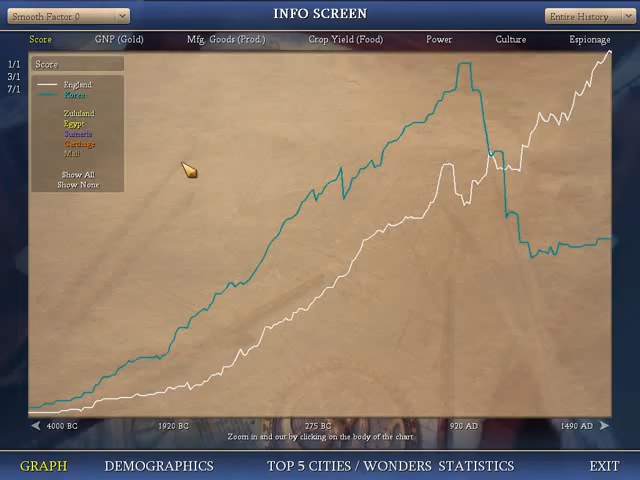 Smooth Factor 0
INFO SCREEN
Entire History
Score
GNP (Gold)
Mfg. Goods (Prod.)
Crop Yield (Food)
Power
Culture
Espionage
1/1
3/1
7/1
Score
England
Korea
Zululand
Egypt
Sumeria
Carthage
Mali
Show All
Show None
4000 BC
1920 BC
275 BC
920 AD
1490 AD
Zoom in and out by clicking on the body of the chart
GRAPH
DEMOGRAPHICS
TOP 5 CITIES / WONDERS
STATISTICS
EXIT